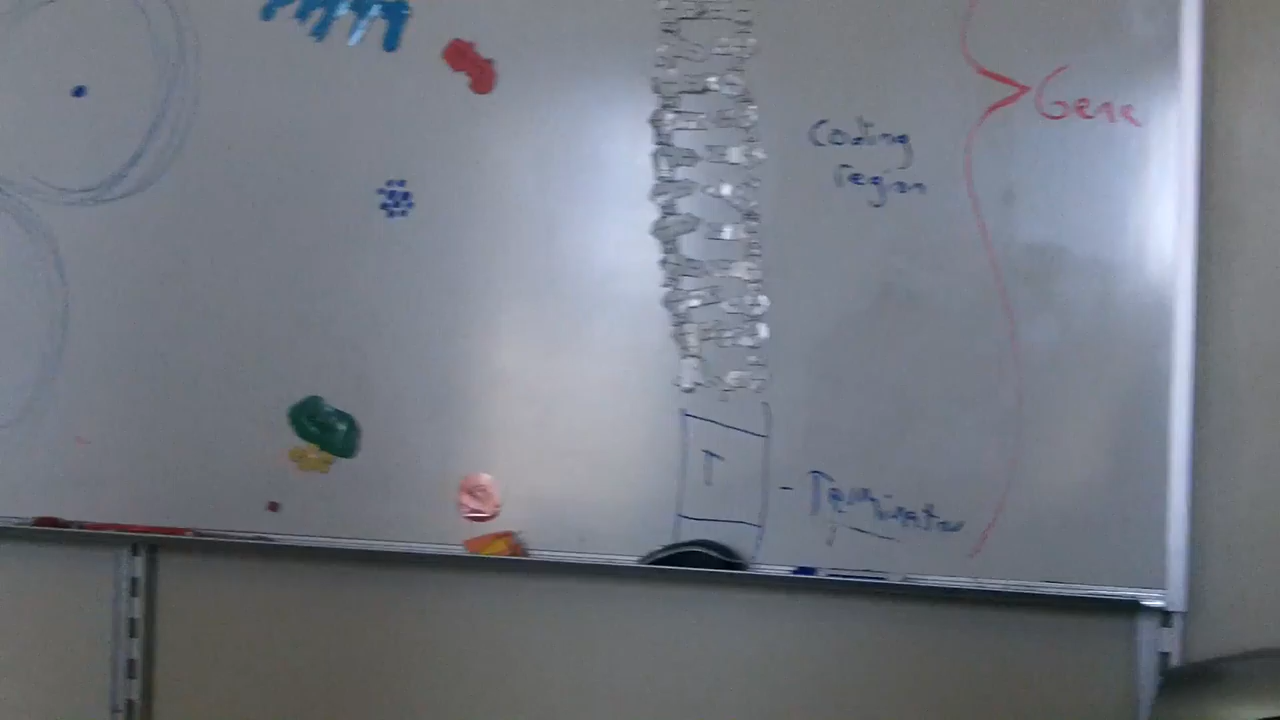 Gene
Coding
region
T
- Terminator